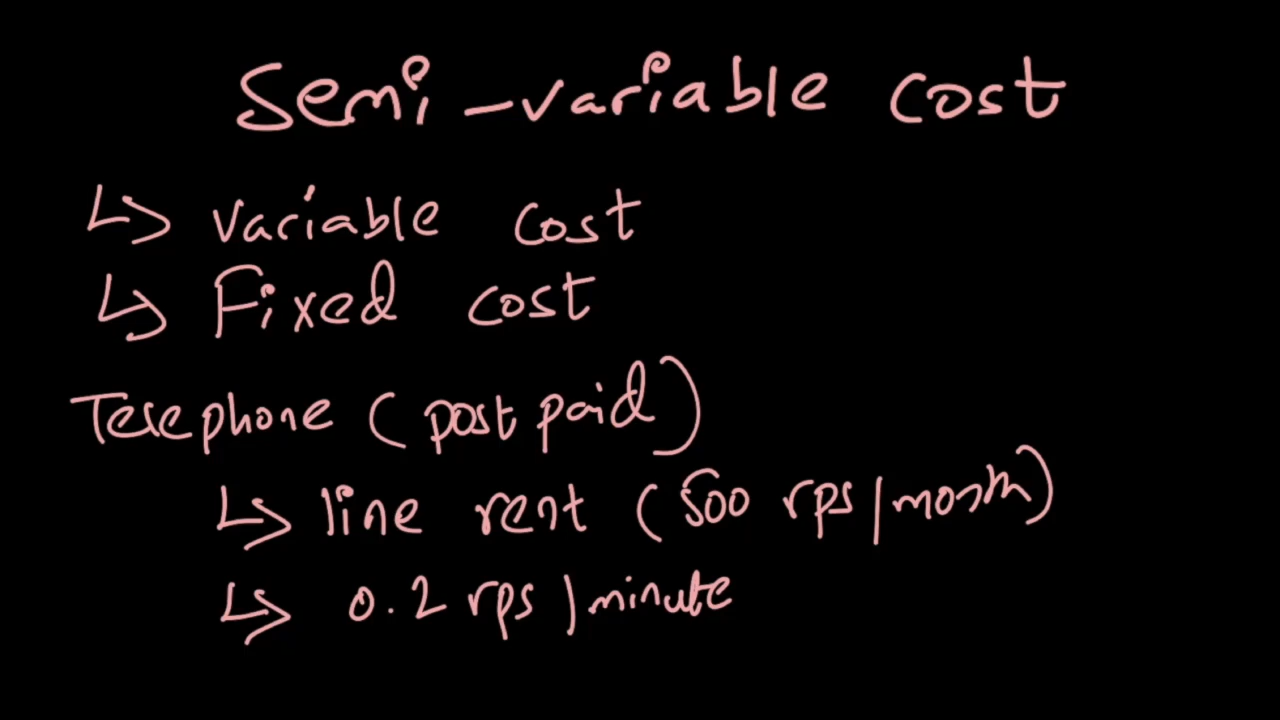 Semi-variable cost
↳ variable cost
↳ Fixed cost
Telephone (post paid)
↳ line rent (500 rps/month)
↳ 0.2 rps/minute